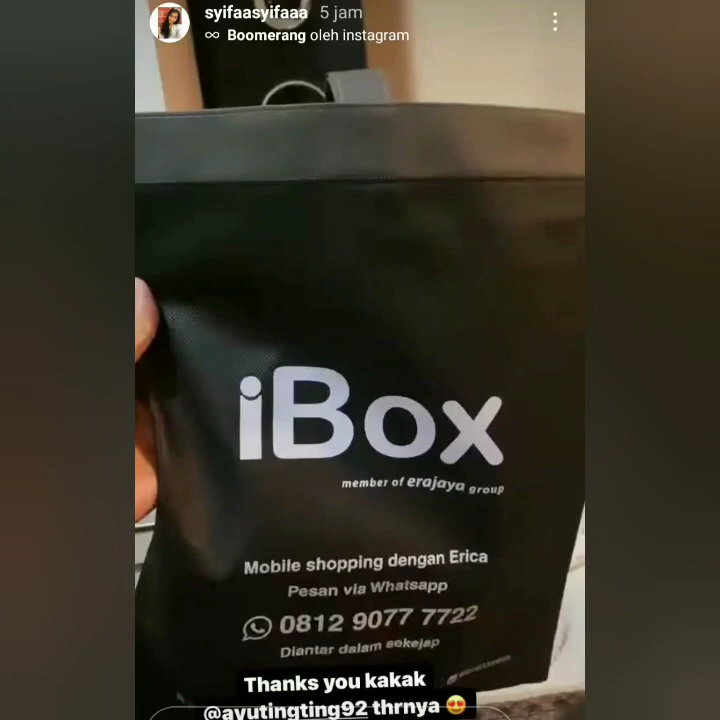 syifaasyifaaa 5 jam
∞ Boomerang oleh instagram
iBox
member of erajaya group
Mobile shopping dengan Erica
Pesan via Whatsapp
0812 9077 7722
Diantar dalam sekejap
Thanks you kakak
@ayutingting92 thrnya 😍